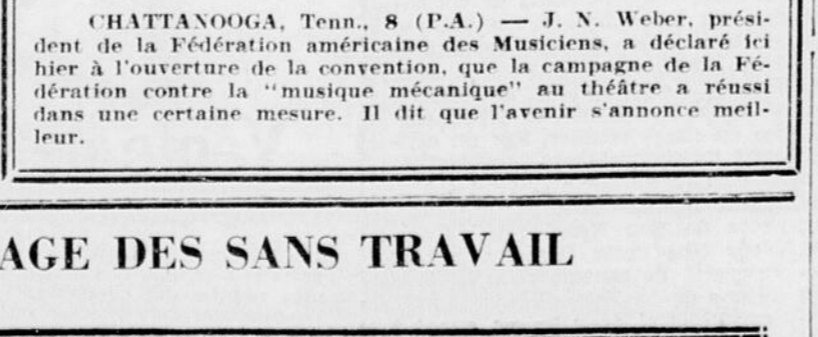 CHATTANOOGA, Tenn., 8 (P.A.) — J. N. Weber, prési-
dent de la Fédération américaine des Musiciens, a déclaré ici
hier à l'ouverture de la convention, que la campagne de la Fé-
dération contre la "musique mécanique" au théâtre a réussi
dans une certaine mesure. Il dit que l'avenir s'annonce meil-
leur.
AGE DES SANS TRAVAIL